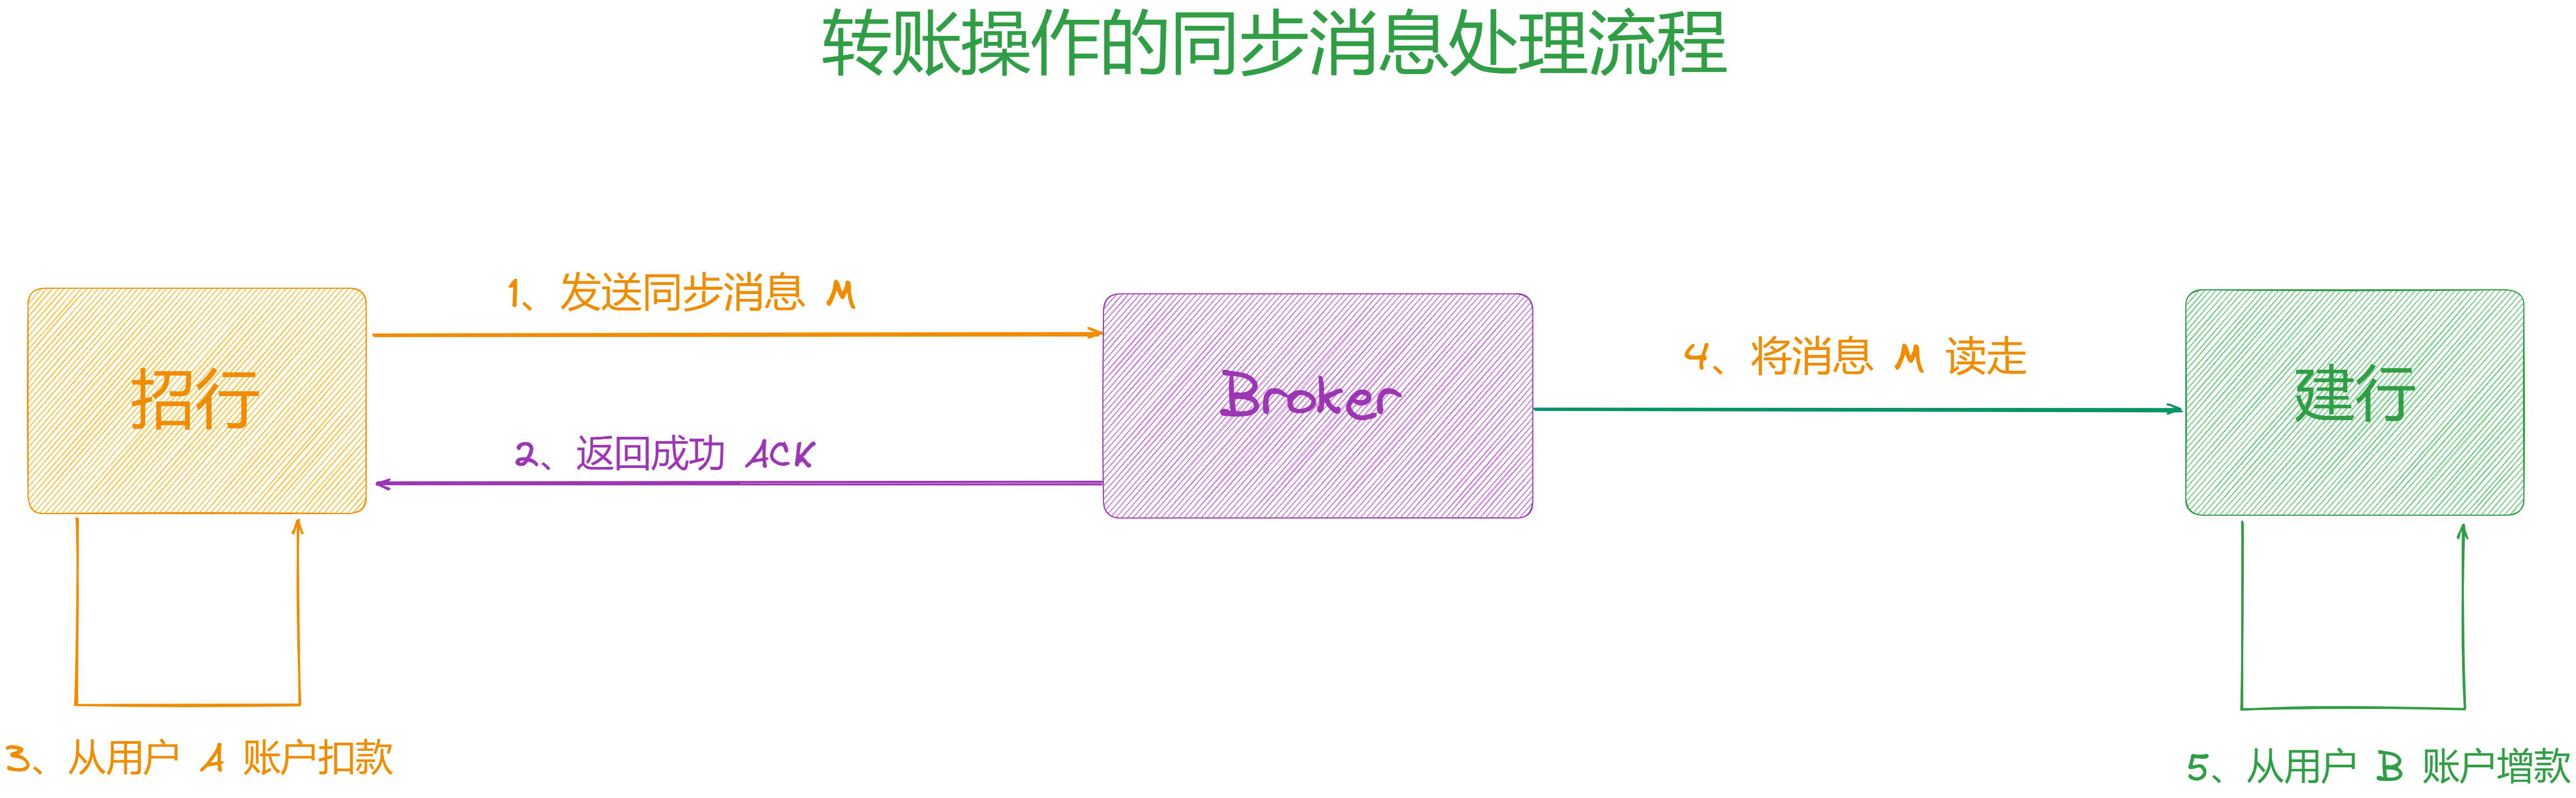 转账操作的同步消息处理流程
1、发送同步消息 M
4、将消息 M 读走
招行
Broker
建行
2、返回成功 ACK
3、从用户 A 账户扣款
5、从用户 B 账户增款